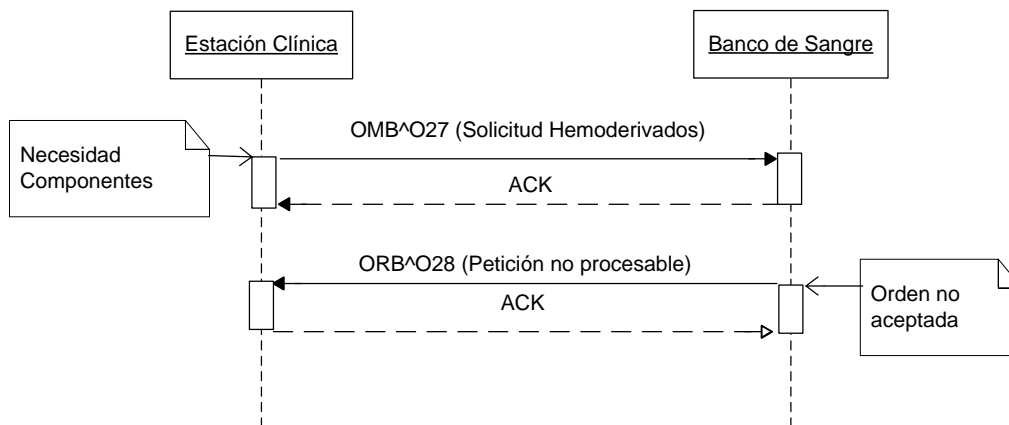 Estación Clínica
Banco de Sangre
OMB^O27 (Solicitud Hemoderivados)
Necesidad
Componentes
ACK
ORB^O28 (Petición no procesable)
ACK
Orden no
aceptada